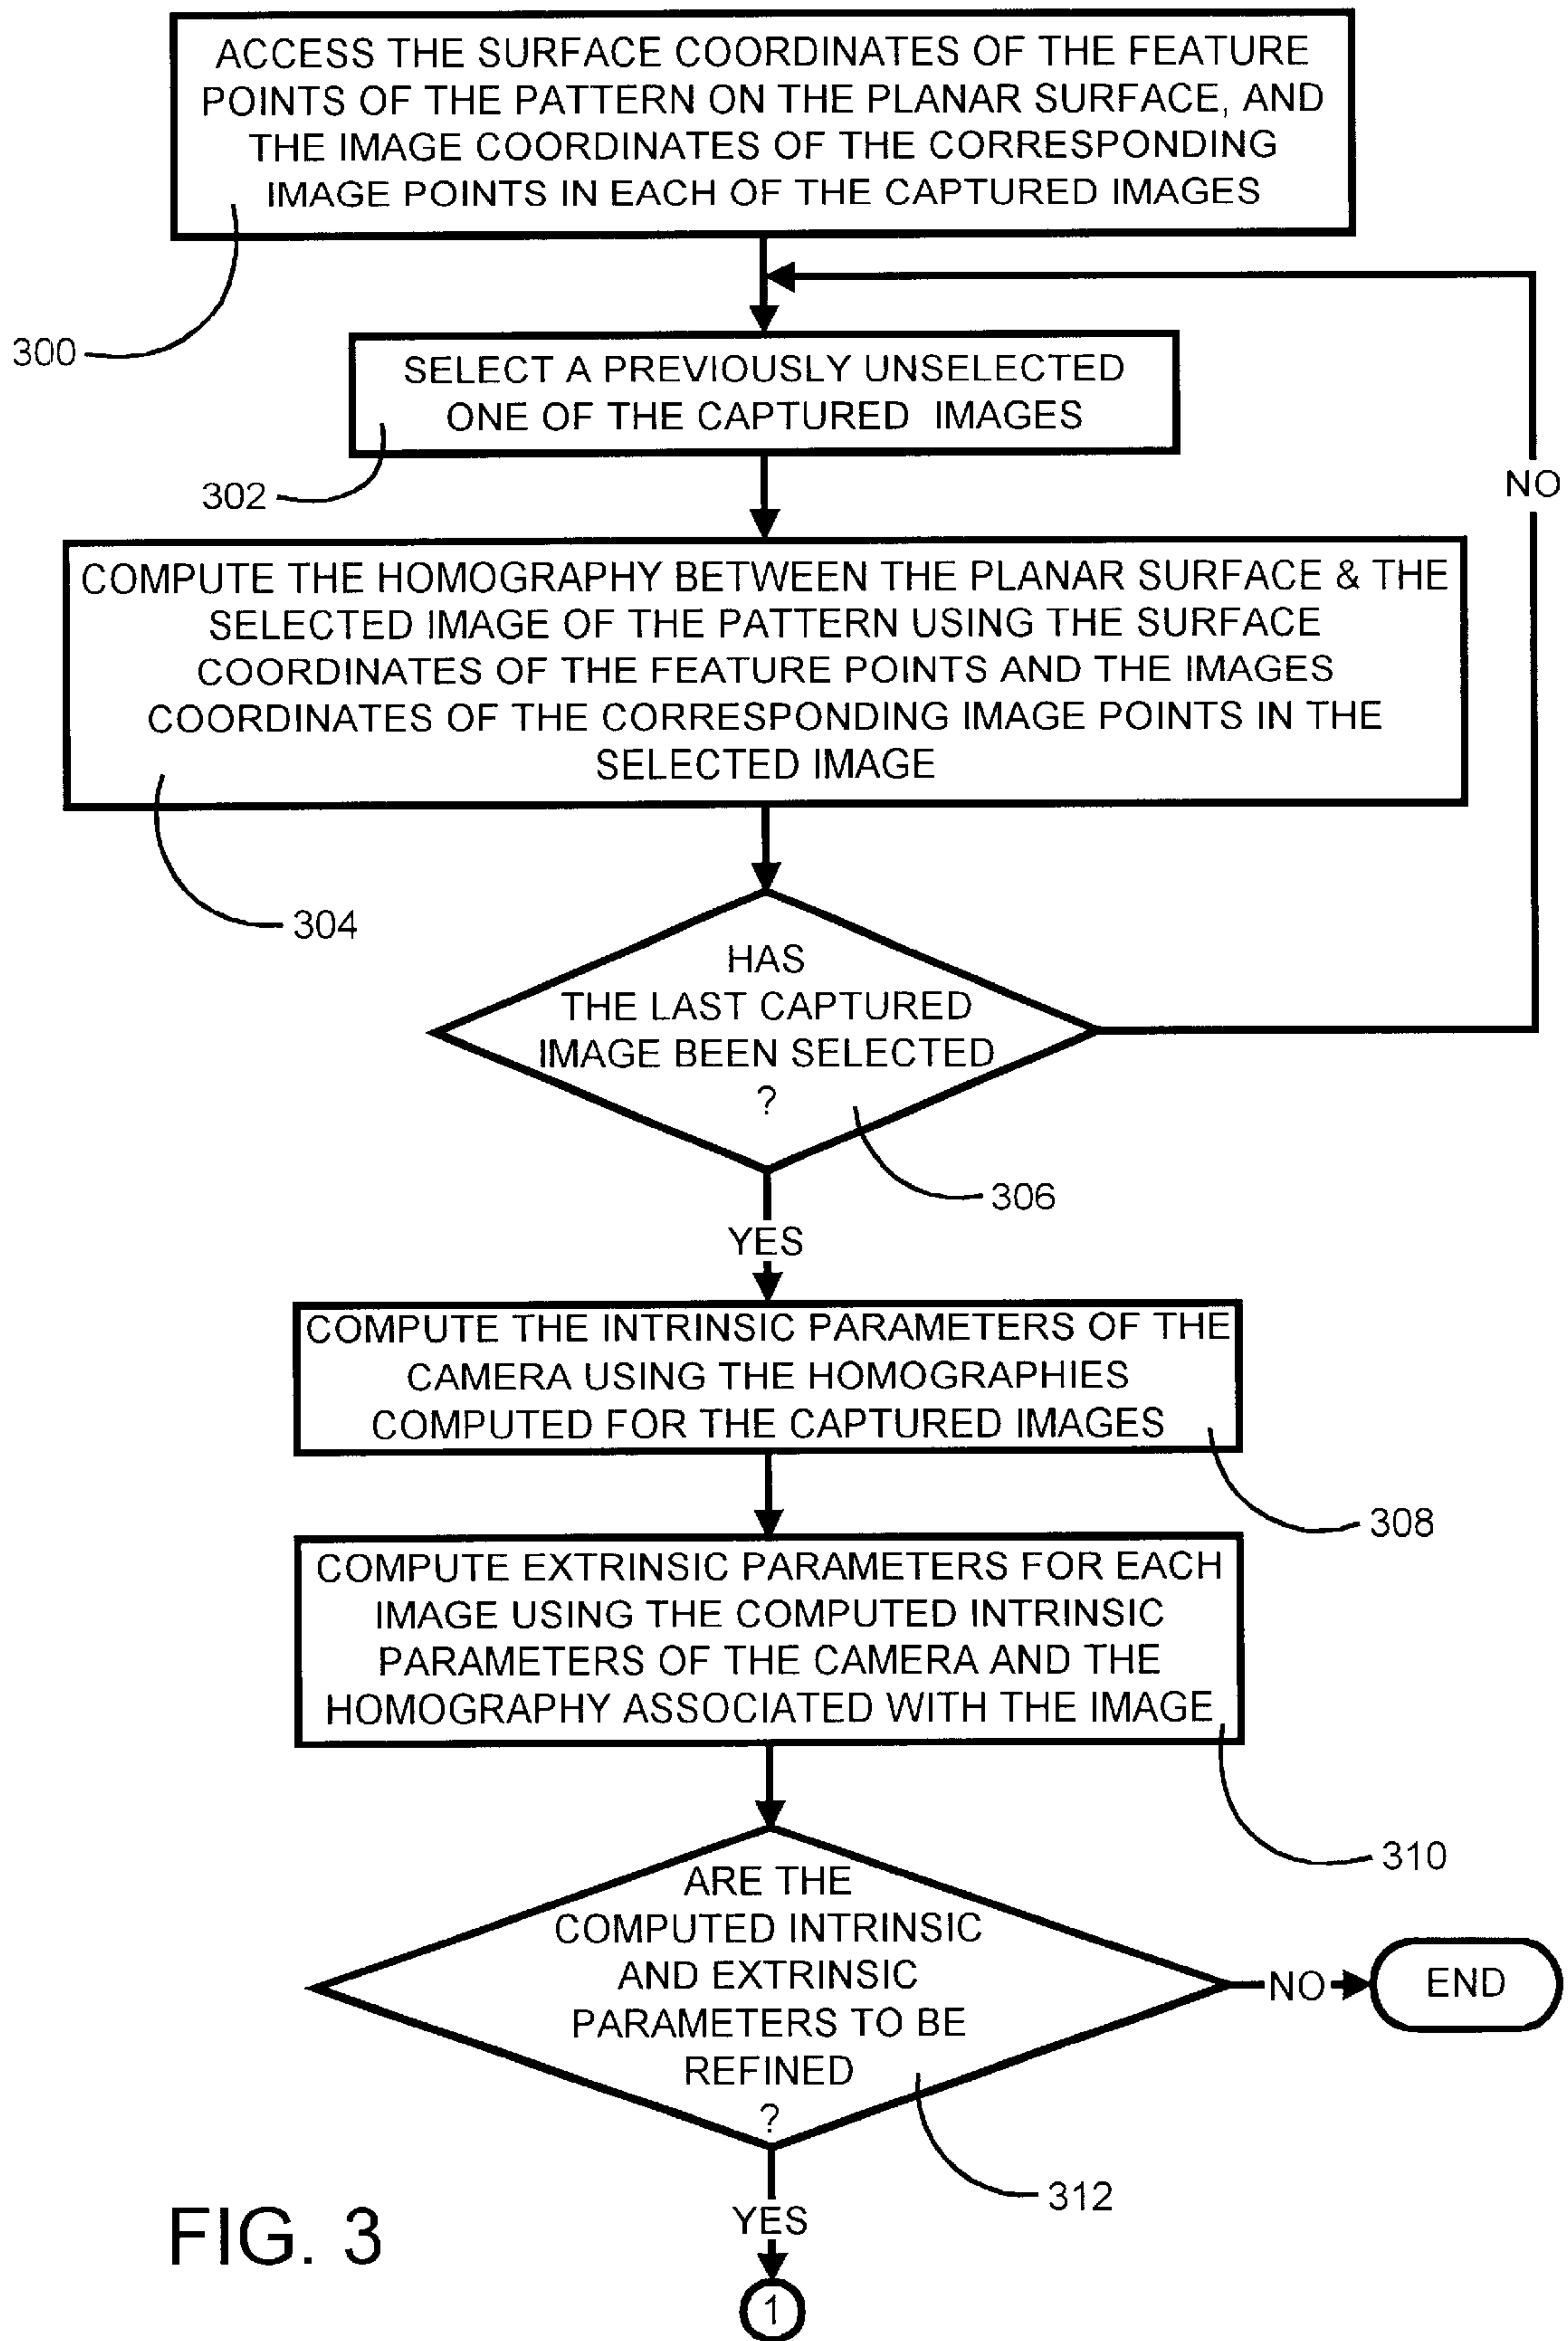 ACCESS THE SURFACE COORDINATES OF THE FEATURE
POINTS OF THE PATTERN ON THE PLANAR SURFACE, AND
THE IMAGE COORDINATES OF THE CORRESPONDING
IMAGE POINTS IN EACH OF THE CAPTURED IMAGES
300
SELECT A PREVIOUSLY UNSELECTED
ONE OF THE CAPTURED IMAGES
302
NO
COMPUTE THE HOMOGRAPHY BETWEEN THE PLANAR SURFACE & THE
SELECTED IMAGE OF THE PATTERN USING THE SURFACE
COORDINATES OF THE FEATURE POINTS AND THE IMAGES
COORDINATES OF THE CORRESPONDING IMAGE POINTS IN THE
SELECTED IMAGE
304
HAS
THE LAST CAPTURED
IMAGE BEEN SELECTED
?
306
YES
COMPUTE THE INTRINSIC PARAMETERS OF THE
CAMERA USING THE HOMOGRAPHIES
COMPUTED FOR THE CAPTURED IMAGES
308
COMPUTE EXTRINSIC PARAMETERS FOR EACH
IMAGE USING THE COMPUTED INTRINSIC
PARAMETERS OF THE CAMERA AND THE
HOMOGRAPHY ASSOCIATED WITH THE IMAGE
310
ARE THE
COMPUTED INTRINSIC
AND EXTRINSIC
PARAMETERS TO BE
REFINED
?
NO
END
312
YES
1
FIG. 3